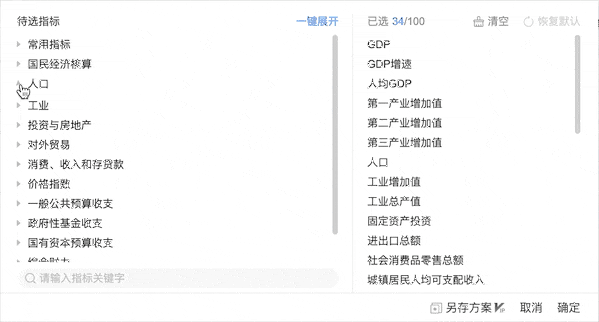 待选指标
一键展开
常用指标
国民经济核算
人口
工业
投资与房地产
对外贸易
消费、收入和存贷款
价格指数
一般公共预算收支
政府性基金收支
国有资本预算收支
综合财力
请输入指标关键字
已选 34/100
清空
恢复默认
GDP
GDP增速
人均GDP
第一产业增加值
第二产业增加值
第三产业增加值
人口
工业增加值
工业总产值
固定资产投资
进出口总额
社会消费品零售总额
城镇居民人均可支配收入
另存方案
取消
确定